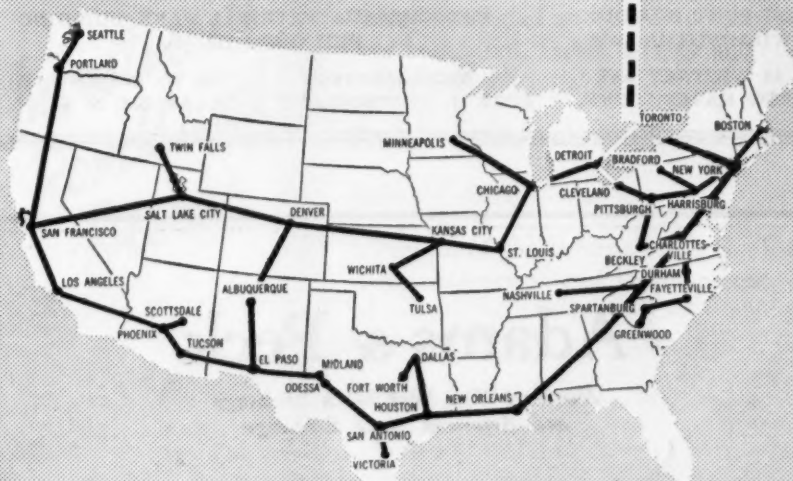 SEATTLE
PORTLAND
TORONTO
BOSTON
TWIN FALLS
MINNEAPOLIS
DETROIT
BRADFORD
NEW YORK
CHICAGO
CLEVELAND
PITTSBURGH
HARRISBURG
SALT LAKE CITY
DENVER
KANSAS CITY
SAN FRANCISCO
ST. LOUIS
BECKLEY
CHARLOTTES-
VILLE
WICHITA
DURHAM
LOS ANGELES
ALBUQUERQUE
NASHVILLE
FAYETTEVILLE
TULSA
SCOTTSDALE
SPARTANBURG
PHOENIX
GREENWOOD
TUCSON
EL PASO
MIDLAND
DALLAS
ODESSA
FORT WORTH
NEW ORLEANS
HOUSTON
SAN ANTONIO
VICTORIA